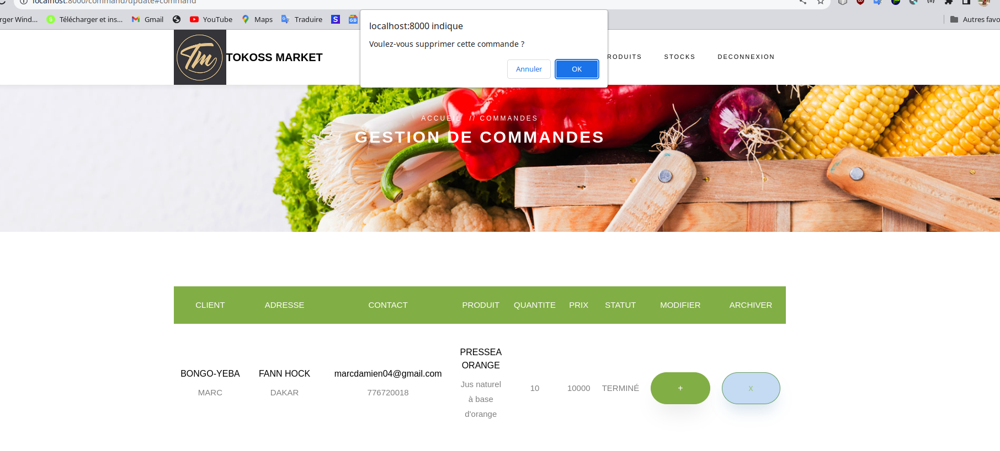 localhost:8000/command/update#command
rger Wind...
Télécharger et ins...
Gmail
YouTube
Maps
Traduire
Autres favo
localhost:8000 indique
Voulez-vous supprimer cette commande ?
Annuler
OK
Tm
TOKOSS MARKET
RODUITS
STOCKS
DECONNEXION
ACCUEIL // COMMANDES
GESTION DE COMMANDES
CLIENT ADRESSE CONTACT PRODUIT QUANTITE PRIX STATUT MODIFIER ARCHIVER
BONGO-YEBA
MARC
FANN HOCK
DAKAR
marcdamien04@gmail.com
776720018
PRESSEA
ORANGE
Jus naturel
à base
d'orange
10
10000
TERMINÉ
+
x